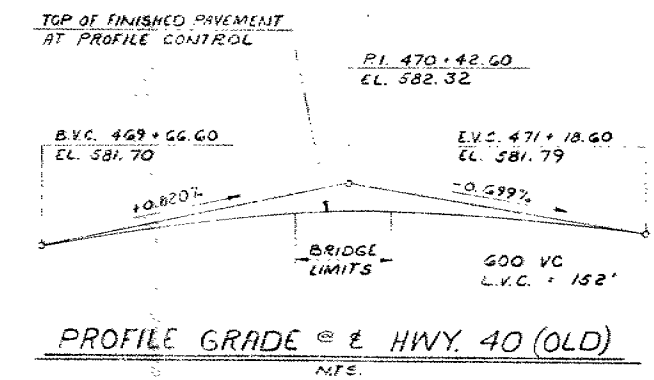 TOP OF FINISHED PAVEMENT
AT PROFILE CONTROL
P.I. 470 + 42.60
EL. 582.32
B.V.C. 469 + 66.60
EL. 581.70
E.V.C. 471 + 18.60
EL. 581.79
+0.820%
-0.699%
BRIDGE
LIMITS
600 VC
L.V.C. = 152'
PROFILE GRADE @ ℄ HWY. 40 (OLD)
N.T.S.